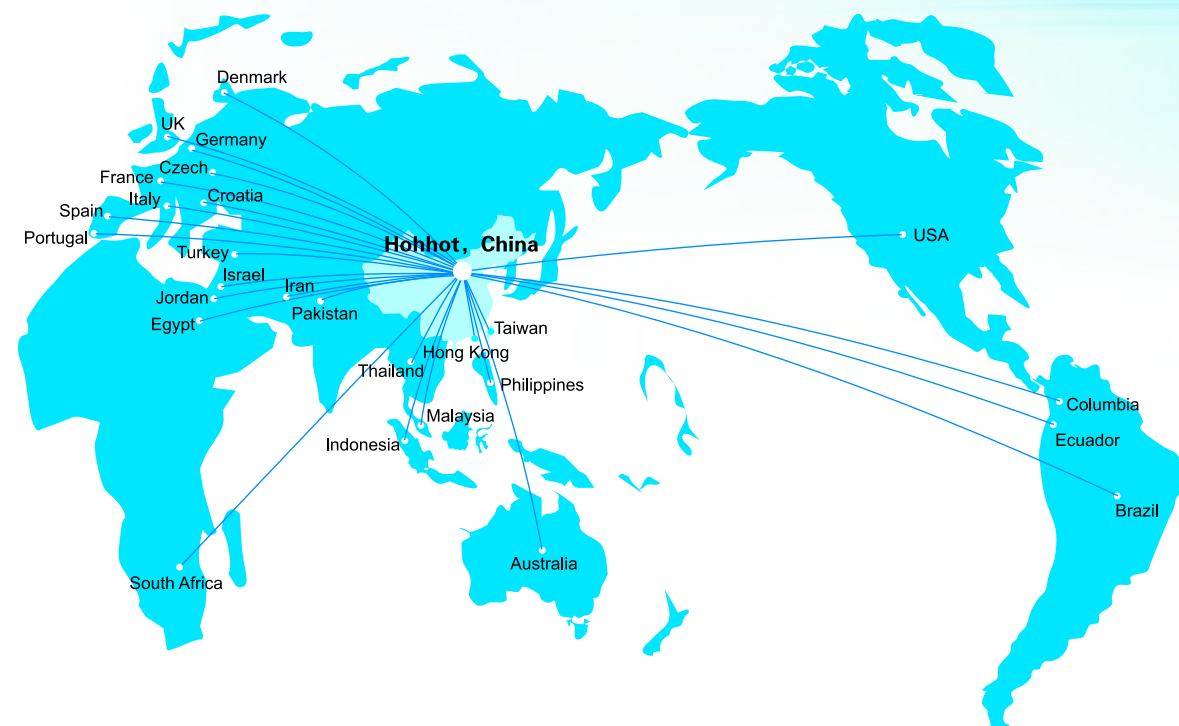 Denmark
UK
Germany
Czech
France
Italy
Croatia
Spain
Portugal
Hohhot, China
USA
Turkey
Israel
Iran
Jordan
Pakistan
Egypt
Taiwan
Hong Kong
Thailand
Philippines
Columbia
Malaysia
Ecuador
Indonesia
Brazil
Australia
South Africa